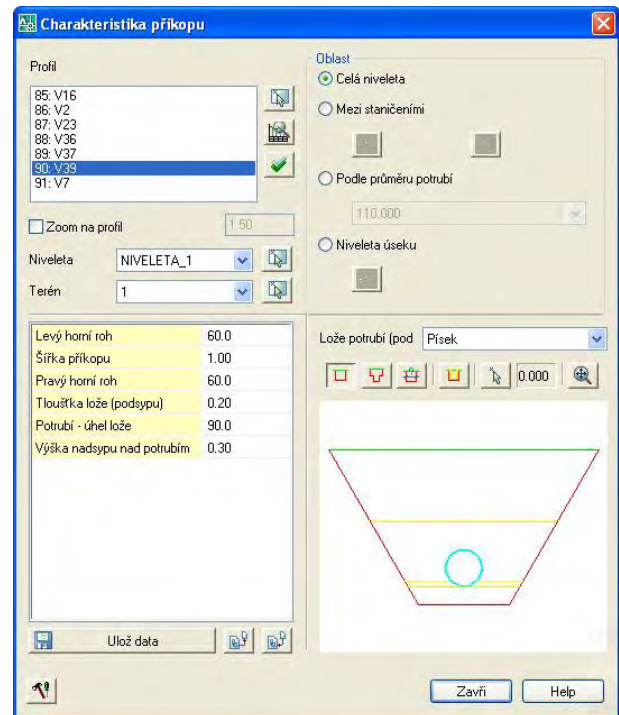 Charakteristika příkopu
Profil
85: V16
86: V2
87: V23
88: V36
89: V37
90: V39
91: V7
Zoom na profil
1.50
Niveleta
NIVELETA_1
Terén
1
Oblast
Celá niveleta
Mezi staničeními
Podle průměru potrubí
110.000
Niveleta úseku
Levý horní roh 60.0
Šířka příkopu 1.00
Pravý horní roh 60.0
Tloušťka lože (podsypu) 0.20
Potrubí - úhel lože 90.0
Výška nadsypu nad potrubím 0.30
Ulož data
Lože potrubí (pod
Písek
0.000
Zavři
Help